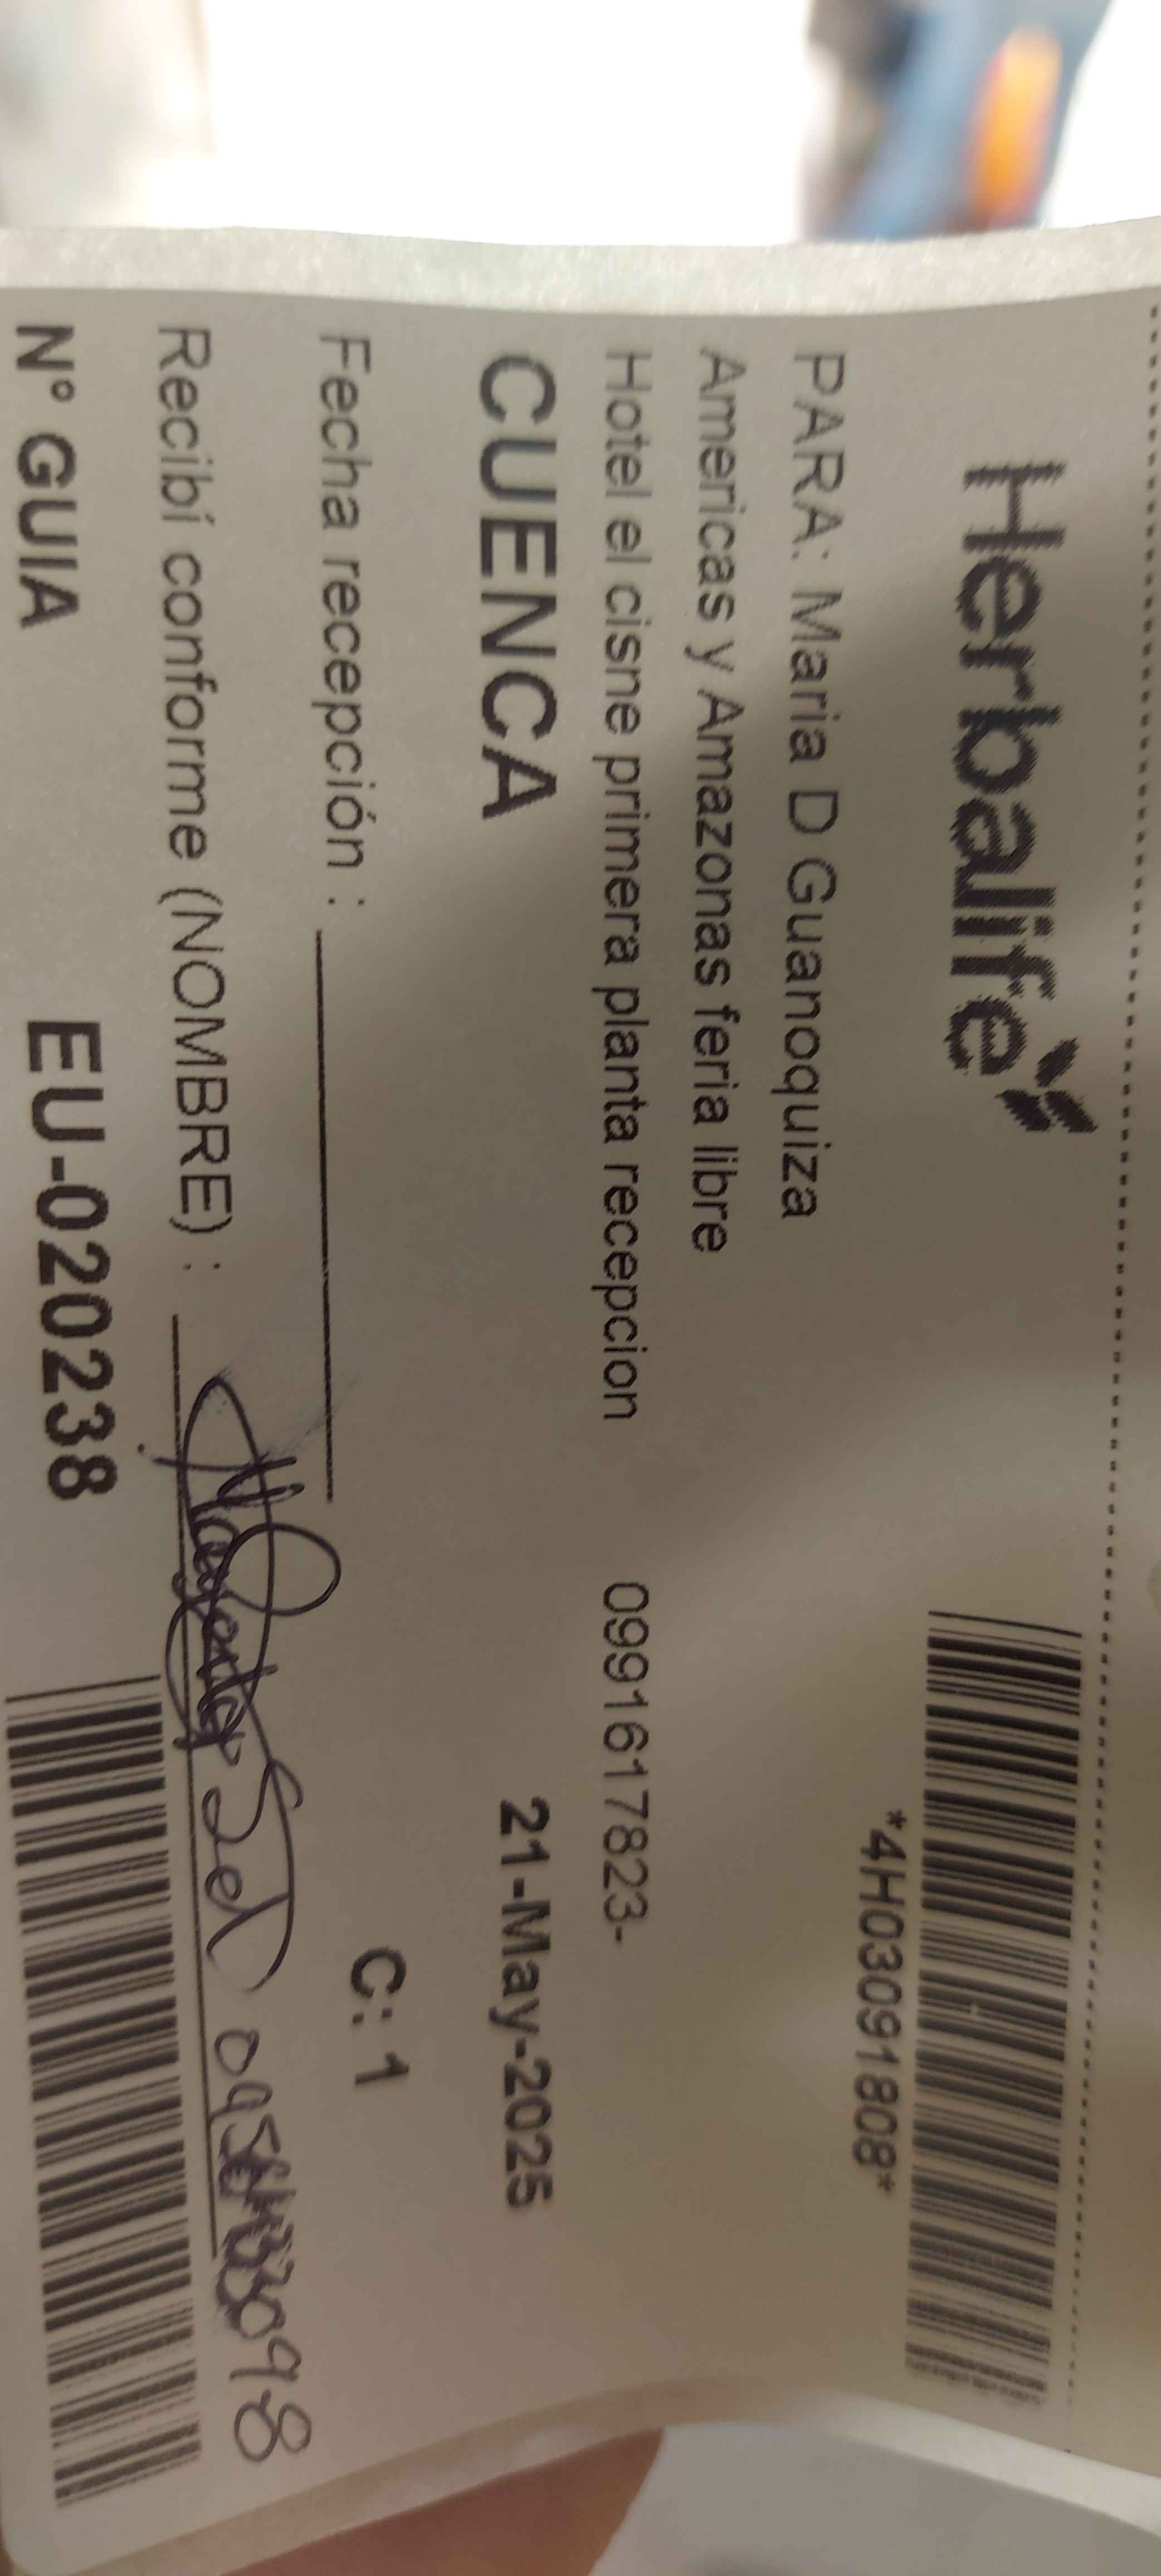 Herbalife
*4H03091808*
PARA: Maria D Guanoquiza
Americas y Amazonas feria libre
Hotel el cisne primera planta recepcion 0991617823-
CUENCA 21-May-2025
Fecha recepción : C: 1
Recibí conforme (NOMBRE) :
N° GUIA EU-020238